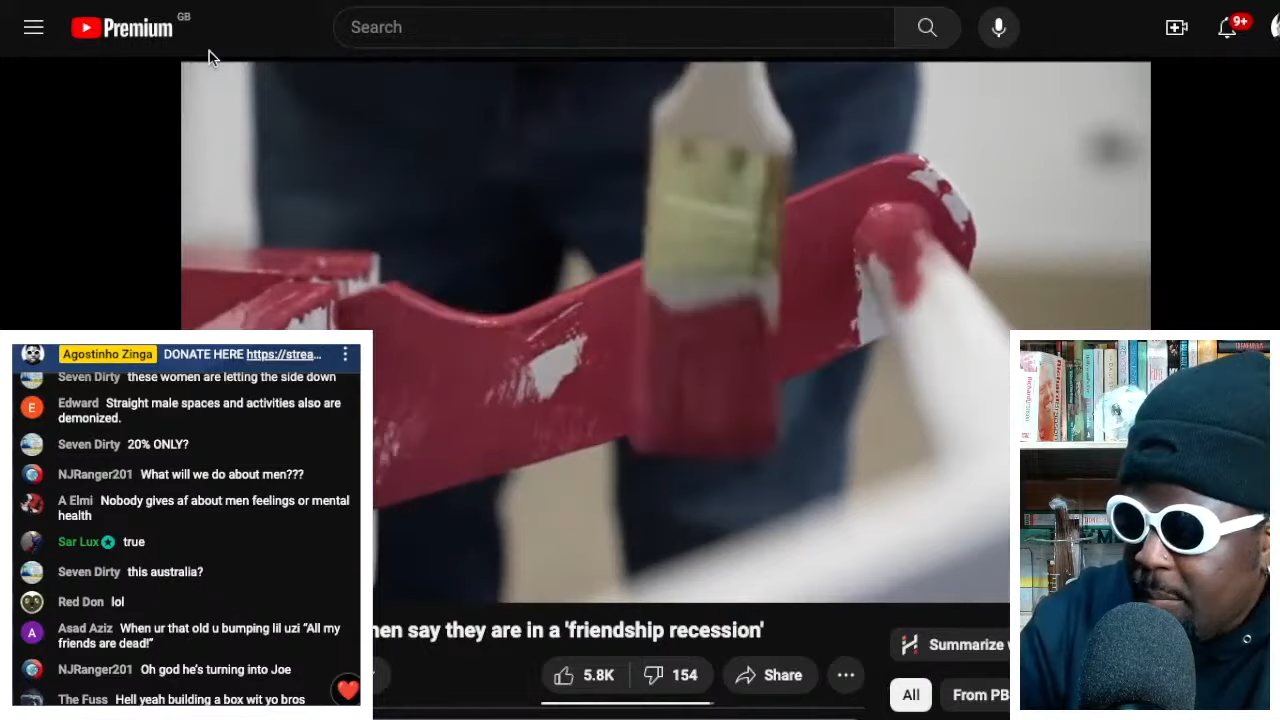 Premium GB
Search
9+
Agostinho Zinga DONATE HERE https://strea...
Seven Dirty these women are letting the side down
Edward Straight male spaces and activities also are
demonized.
Seven Dirty 20% ONLY?
NJRanger201 What will we do about men???
A Elmi Nobody gives af about men feelings or mental
health
Sar Lux true
Seven Dirty this australia?
Red Don lol
Asad Aziz When ur that old u bumping lil uzi “All my
friends are dead!”
NJRanger201 Oh god he's turning into Joe
The Fuss Hell yeah building a box wit yo bros
men say they are in a 'friendship recession'
5.8K 154 Share
Summarize
All From PB